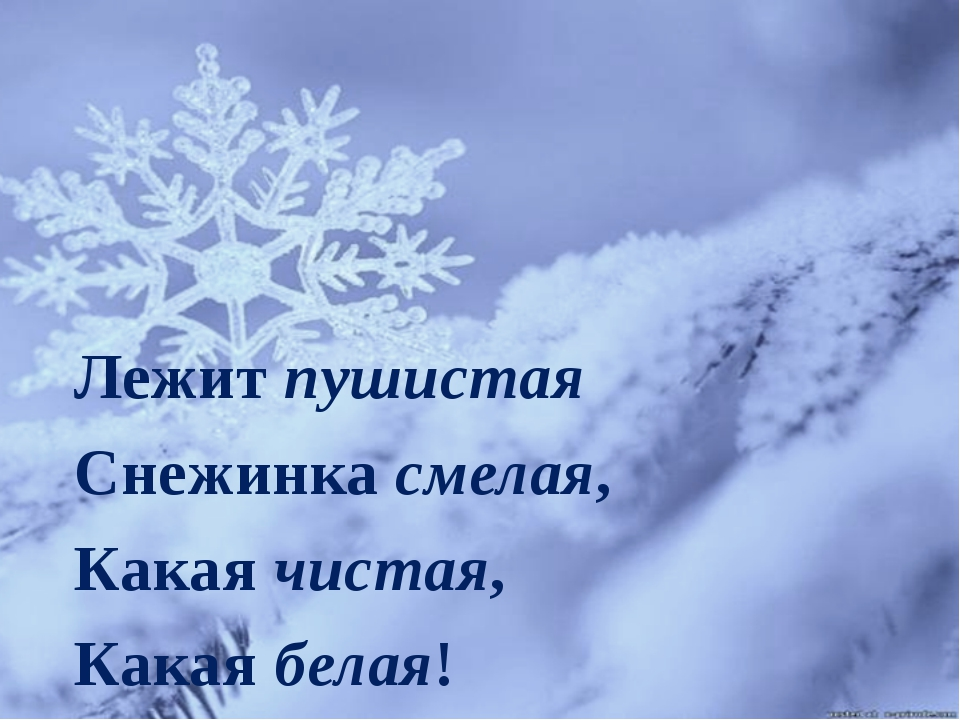 Лежит пушистая
Снежинка смелая,
Какая чистая,
Какая белая!